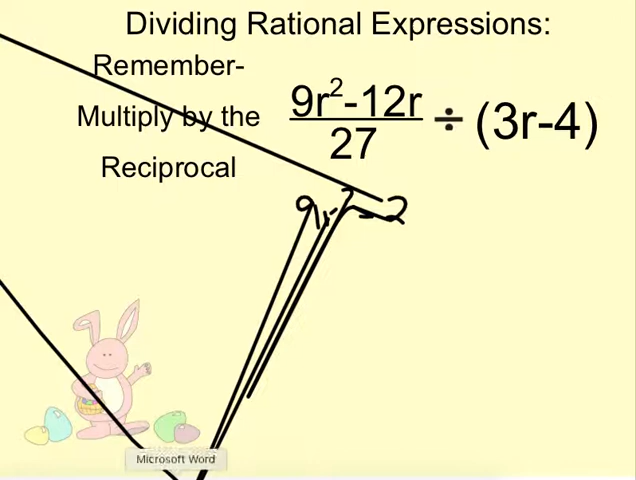 Dividing Rational Expressions:
Remember-
Multiply by the
Reciprocal
9r²-12r
27
÷ (3r-4)
Microsoft Word